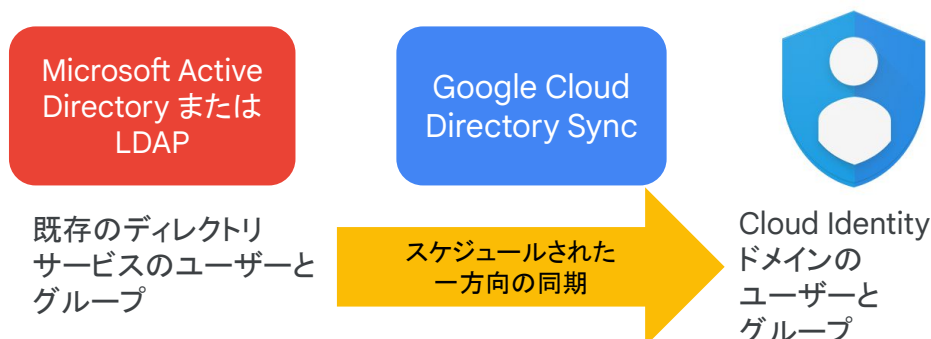 Microsoft Active
Directory または
LDAP
Google Cloud
Directory Sync
既存のディレクトリ
サービスのユーザーと
グループ
スケジュールされた
一方向の同期
Cloud Identity
ドメインの
ユーザーと
グループ